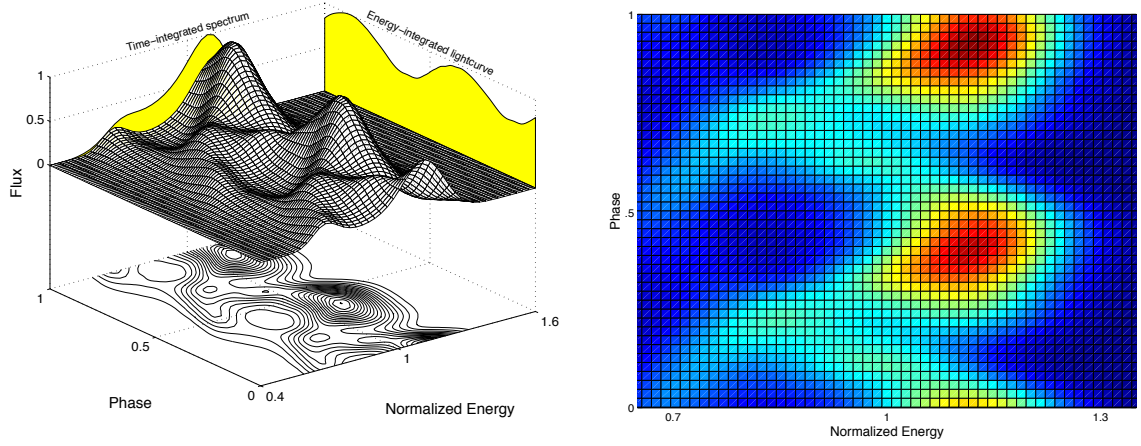 Time-integrated spectrum
Energy-integrated lightcurve
1
0.5
0
Flux
1
0.5
0
Phase
0.4
1
1.6
Normalized Energy
1
.5
0
Phase
0.7
1
1.3
Normalized Energy